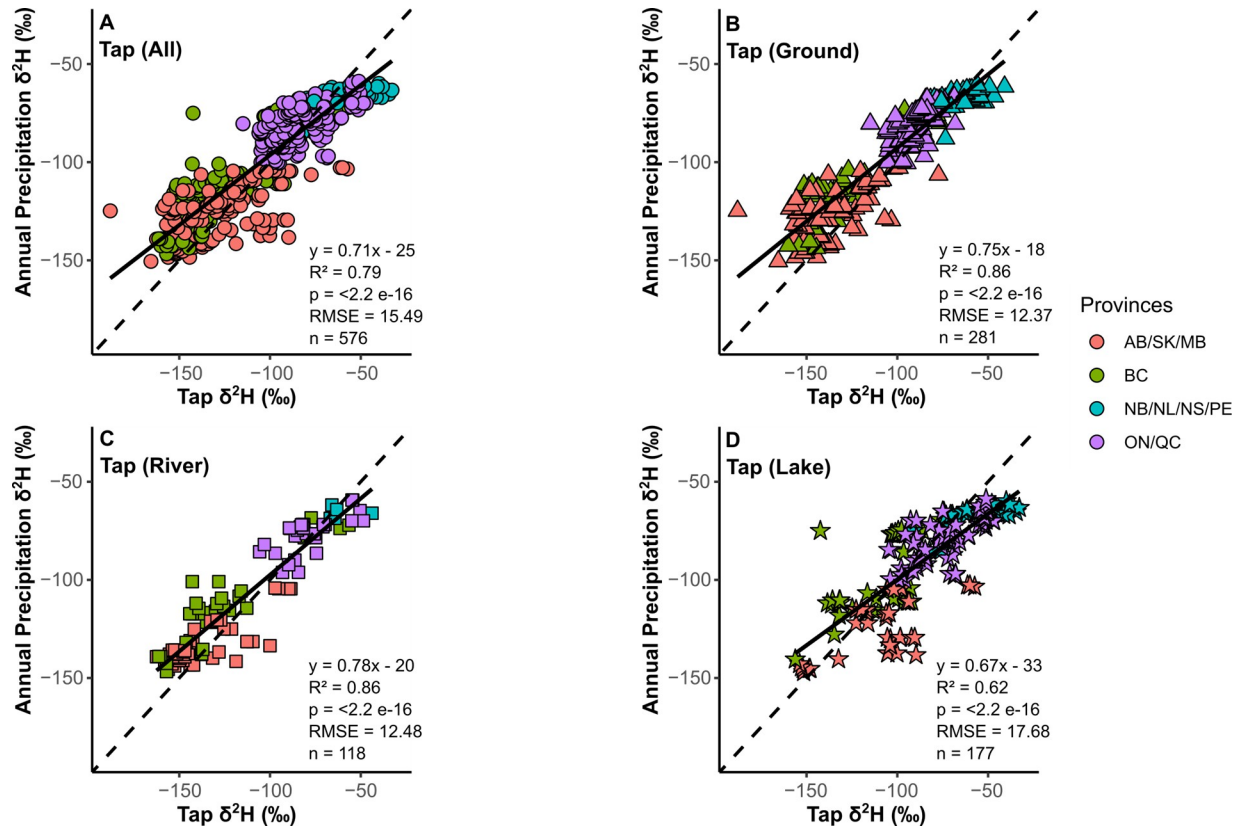 A
Tap (All)
Annual Precipitation δ²H (‰)
−50
−100
−150
y = 0.71x - 25
R² = 0.79
p = <2.2 e-16
RMSE = 15.49
n = 576
−150
−100
−50
Tap δ²H (‰)
B
Tap (Ground)
Annual Precipitation δ²H (‰)
−50
−100
−150
y = 0.75x - 18
R² = 0.86
p = <2.2 e-16
RMSE = 12.37
n = 281
−150
−100
−50
Tap δ²H (‰)
Provinces
AB/SK/MB
BC
NB/NL/NS/PE
ON/QC
C
Tap (River)
Annual Precipitation δ²H (‰)
−50
−100
−150
y = 0.78x - 20
R² = 0.86
p = <2.2 e-16
RMSE = 12.48
n = 118
−150
−100
−50
Tap δ²H (‰)
D
Tap (Lake)
Annual Precipitation δ²H (‰)
−50
−100
−150
y = 0.67x - 33
R² = 0.62
p = <2.2 e-16
RMSE = 17.68
n = 177
−150
−100
−50
Tap δ²H (‰)